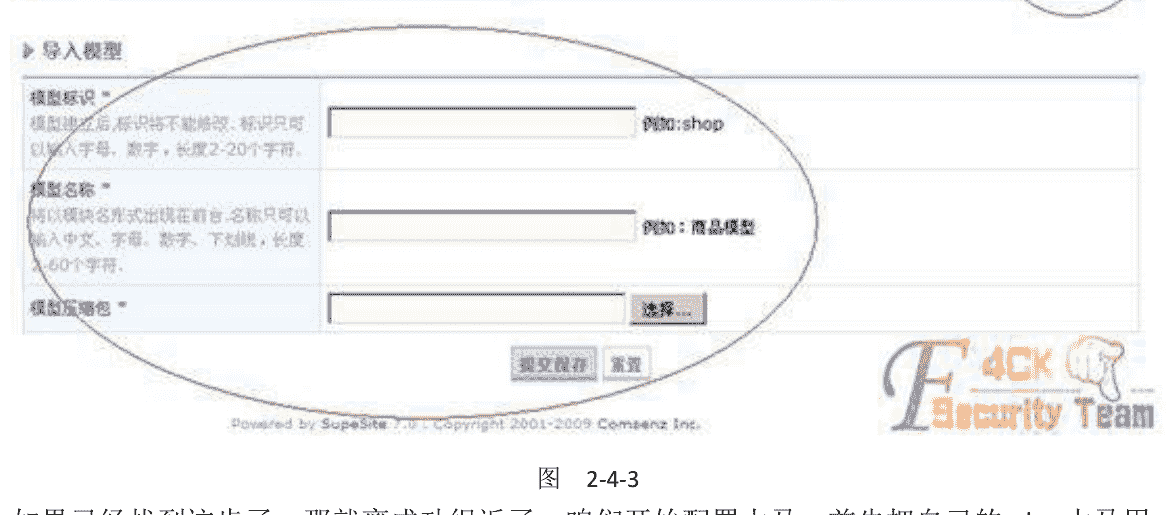 导入模型
模型标识 *
模型建立后,标识将不能修改。标识只可
以输入字母、数字，长度2-20个字符。
例如:shop
模型名称 *
将以模块名形式出现在前台,名称只可以
输入中文、字母、数字、下划线，长度
2-60个字符。
例如：商品模型
模型压缩包 *
选择...
提交保存 重置
F4CK
Security Team
Powered by SupeSite 7.0 . Copyright 2001-2009 Comsenz Inc.
图 2-4-3